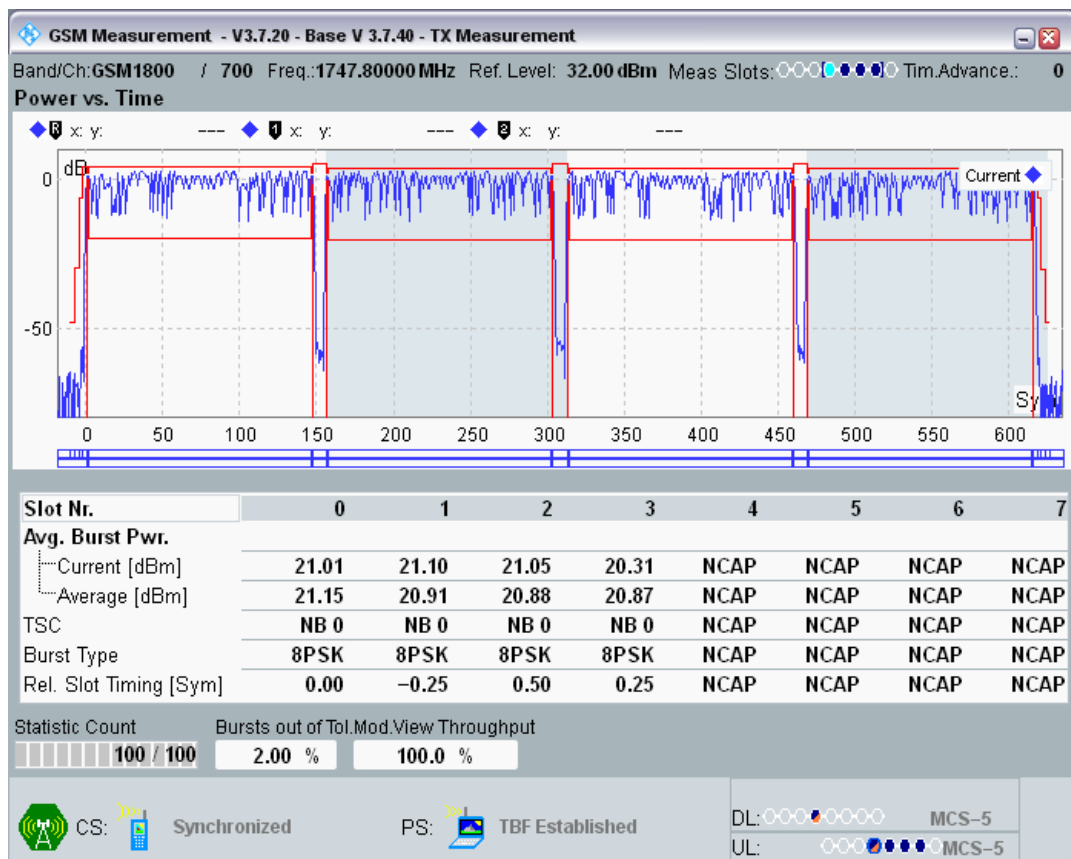 GSM Measurement - V3.7.20 - Base V 3.7.40 - TX Measurement
Band/Ch:GSM1800 / 700 Freq.:1747.80000 MHz Ref. Level: 32.00 dBm Meas Slots: Tim.Advance.: 0
Power vs. Time
R x: y: --- 1 x: y: --- 2 x: y: ---
dB
0
Current
-50
0 50 100 150 200 250 300 350 400 450 500 550 600
Slot Nr. 0 1 2 3 4 5 6 7
Avg. Burst Pwr.
Current [dBm] 21.01 21.10 21.05 20.31 NCAP NCAP NCAP NCAP
Average [dBm] 21.15 20.91 20.88 20.87 NCAP NCAP NCAP NCAP
TSC NB 0 NB 0 NB 0 NB 0 NCAP NCAP NCAP NCAP
Burst Type 8PSK 8PSK 8PSK 8PSK NCAP NCAP NCAP NCAP
Rel. Slot Timing [Sym] 0.00 −0.25 0.50 0.25 NCAP NCAP NCAP NCAP
Statistic Count Bursts out of Tol. Mod.View Throughput
100 / 100 2.00 % 100.0 %
CS: Synchronized PS: TBF Established
DL: MCS−5
UL: MCS−5